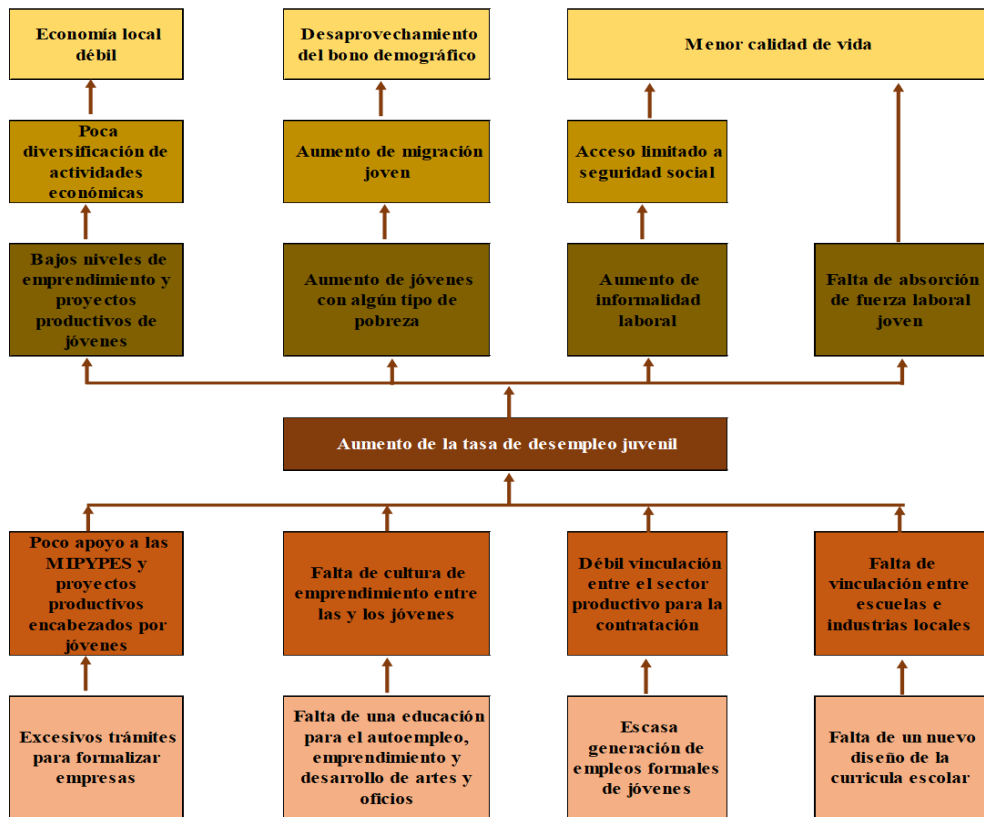 Economía local
débil
Desaprovechamiento
del bono demográfico
Menor calidad de vida
Poca
diversificación de
actividades
económicas
Aumento de migración
joven
Acceso limitado a
seguridad social
Bajos niveles de
emprendimiento y
proyectos
productivos de
jóvenes
Aumento de jóvenes
con algún tipo de
pobreza
Aumento de
informalidad
laboral
Falta de absorción
de fuerza laboral
joven
Aumento de la tasa de desempleo juvenil
Poco apoyo a las
MIPYPES y
proyectos
productivos
encabezados por
jóvenes
Falta de cultura de
emprendimiento entre
las y los jóvenes
Débil vinculación
entre el sector
productivo para la
contratación
Falta de
vinculación entre
escuelas e
industrias locales
Excesivos trámites
para formalizar
empresas
Falta de una educación
para el autoempleo,
emprendimiento y
desarrollo de artes y
oficios
Escasa
generación de
empleos formales
de jóvenes
Falta de un nuevo
diseño de la
curricula escolar